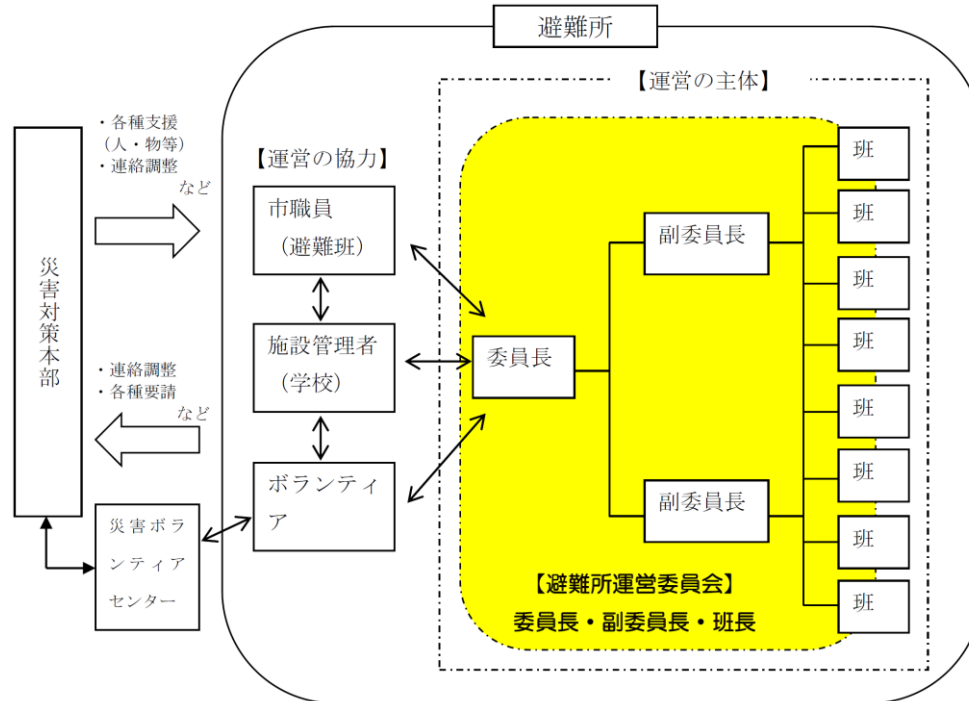 避難所
【運営の主体】
・各種支援
（人・物等）
・連絡調整
など
【運営の協力】
市職員
（避難班）
施設管理者
（学校）
ボランティ
ア
災害対策本部
・連絡調整
・各種要請
など
災害ボラ
ンティア
センター
委員長
副委員長
副委員長
班
班
班
班
班
班
班
班
【避難所運営委員会】
委員長・副委員長・班長